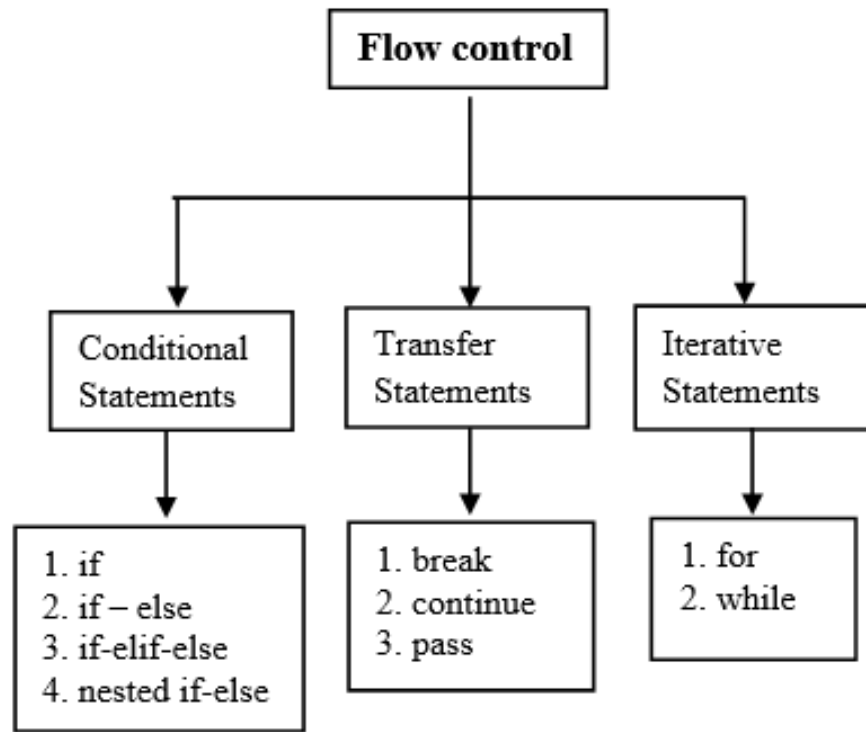 Flow control
Conditional
Statements
Transfer
Statements
Iterative
Statements
1. if
2. if – else
3. if-elif-else
4. nested if-else
1. break
2. continue
3. pass
1. for
2. while